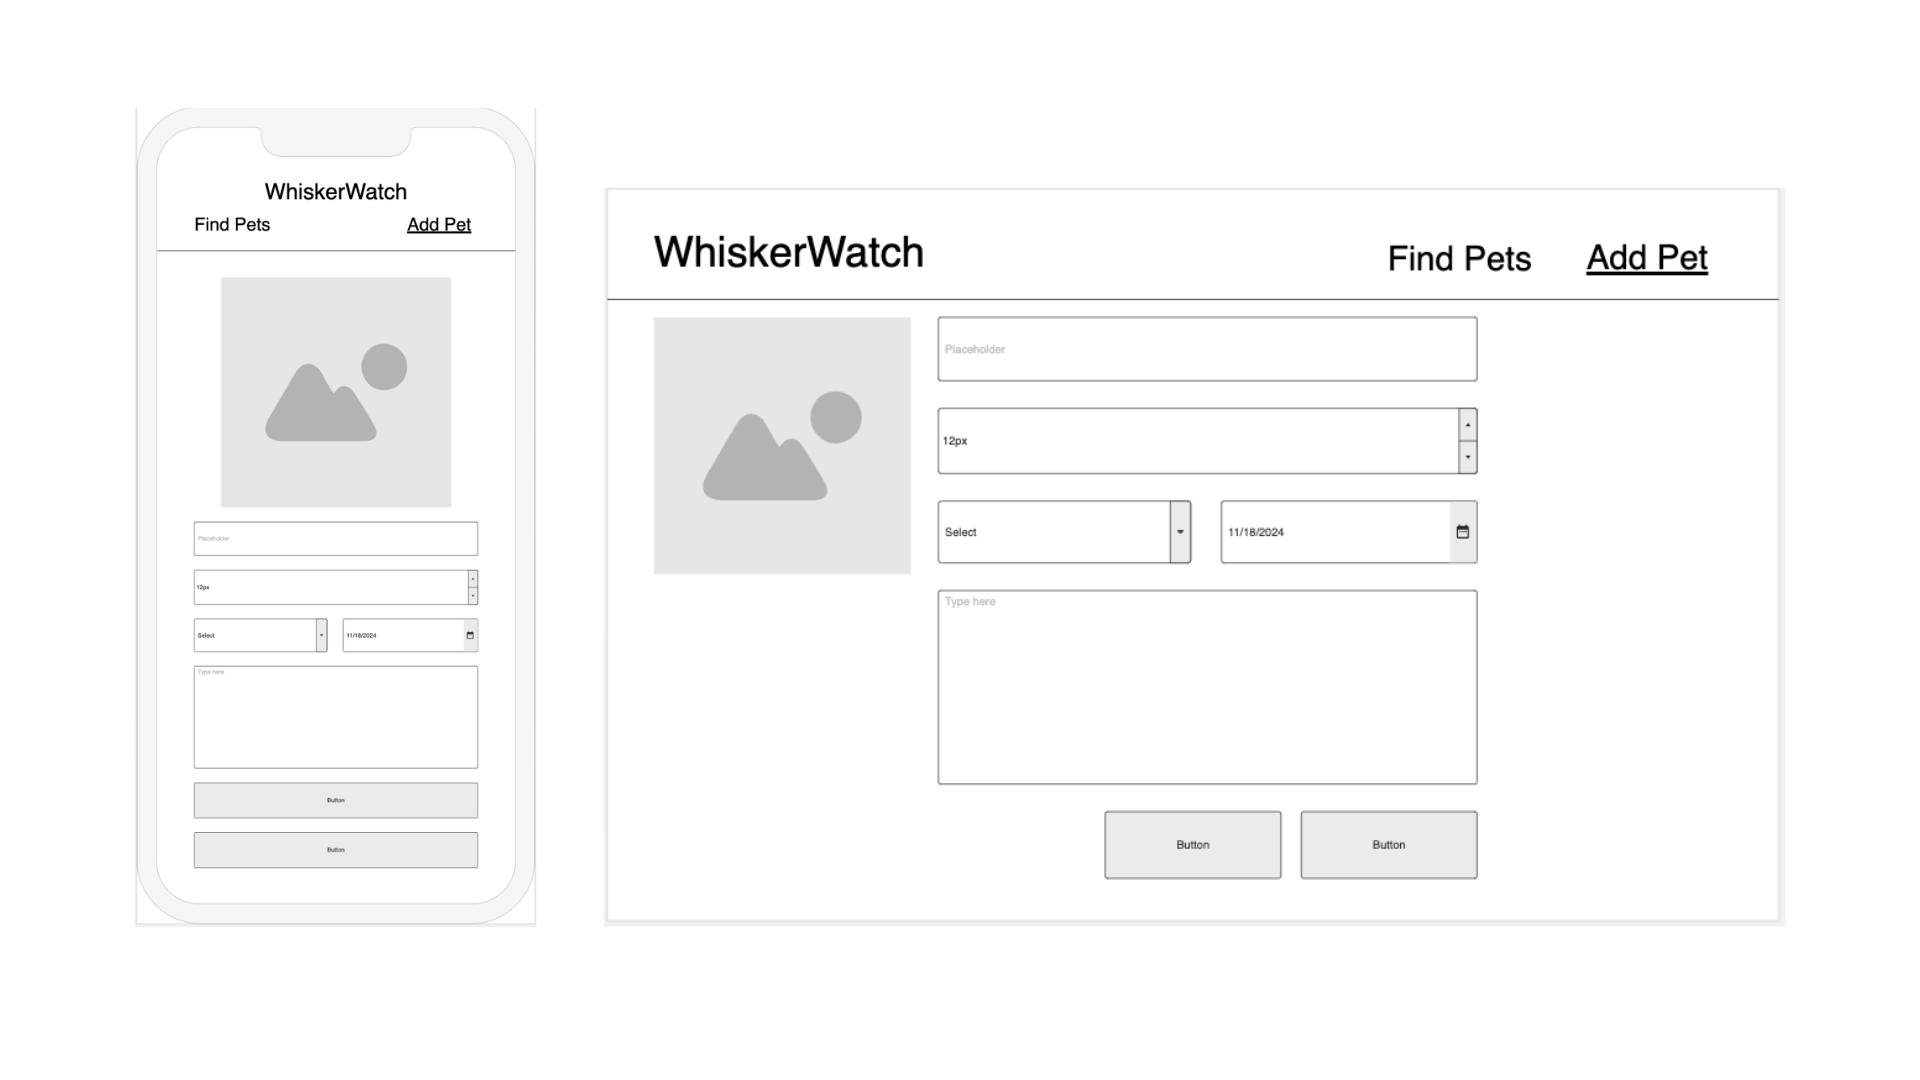 WhiskerWatch
Find Pets Add Pet
Placeholder
12px
Select 11/18/2024
Type here
Button
Button
WhiskerWatch Find Pets Add Pet
Placeholder
12px
Select 11/18/2024
Type here
Button Button